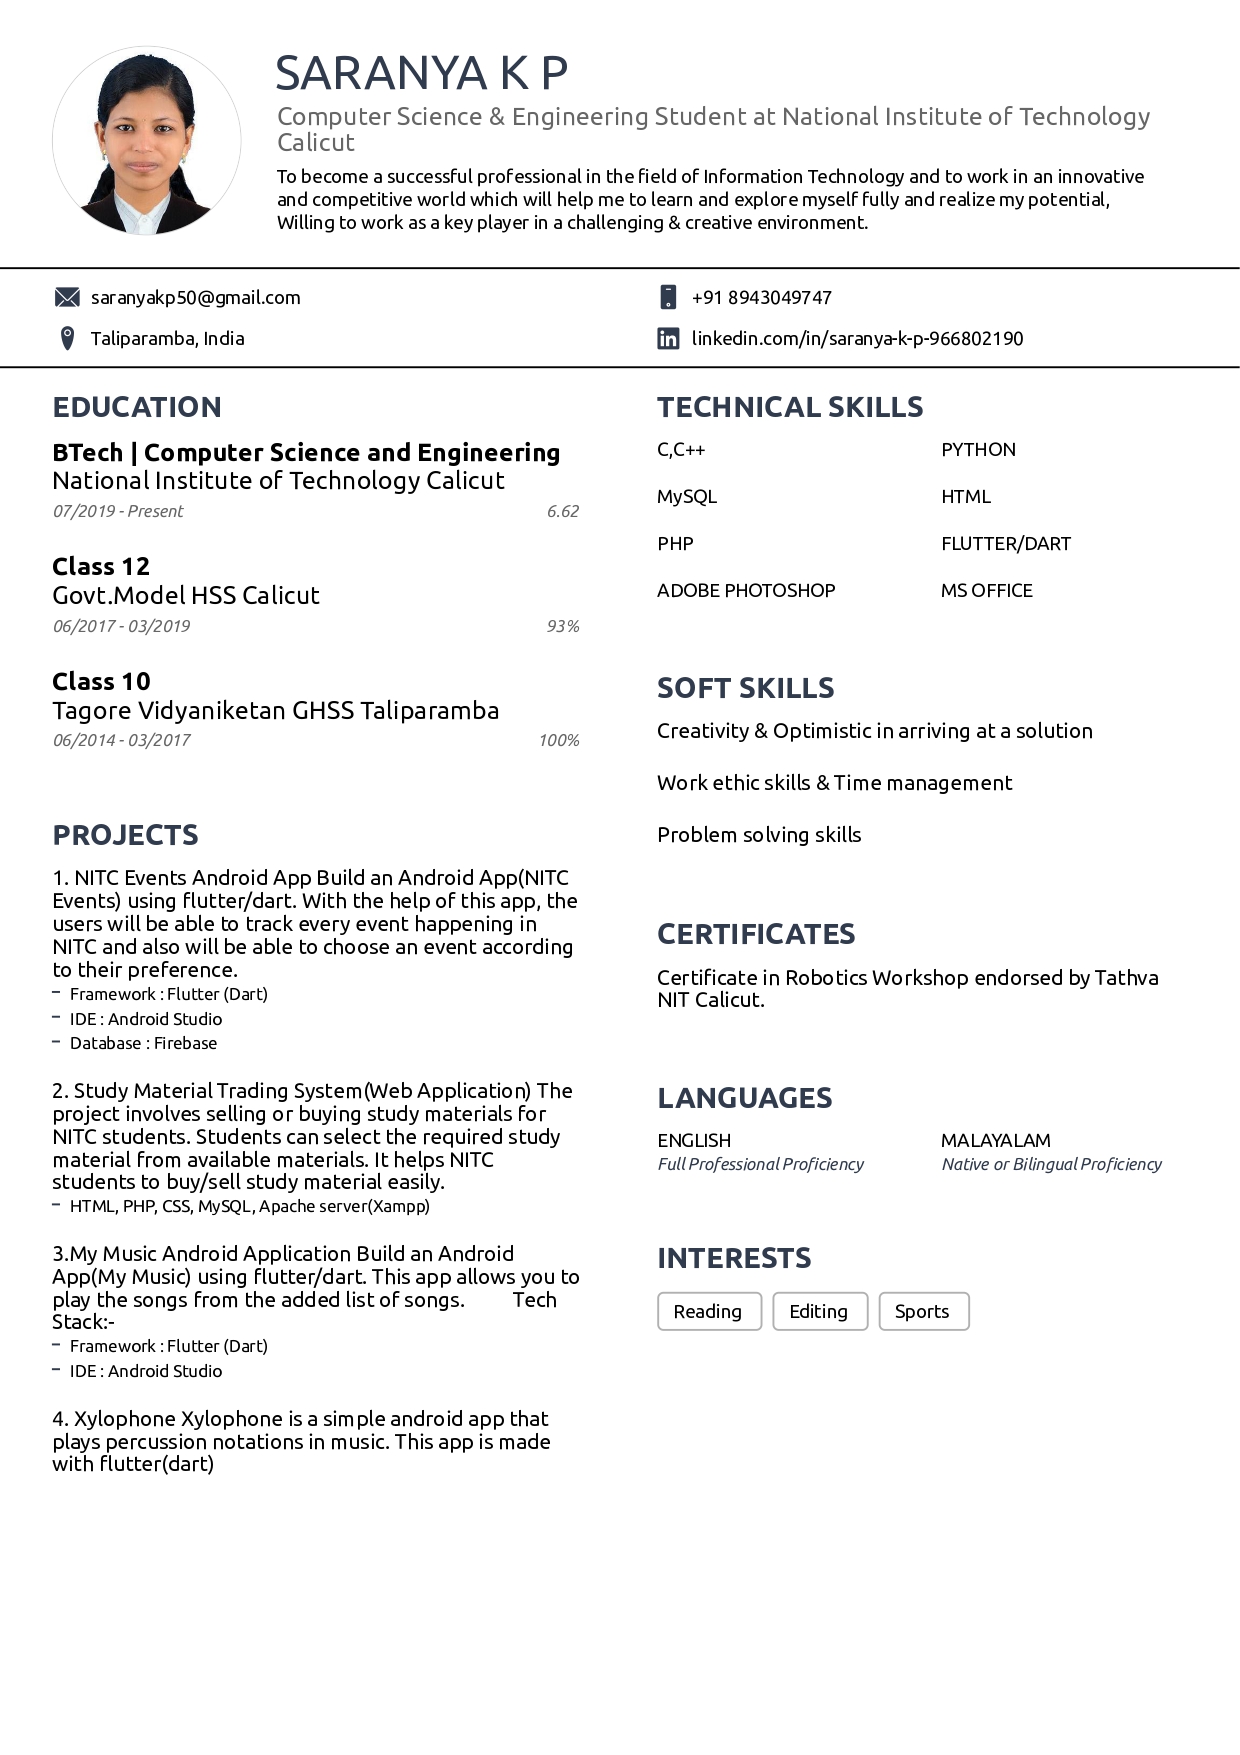 SARANYA K P
Computer Science & Engineering Student at National Institute of Technology
Calicut
To become a successful professional in the field of Information Technology and to work in an innovative
and competitive world which will help me to learn and explore myself fully and realize my potential,
Willing to work as a key player in a challenging & creative environment.
saranyakp50@gmail.com
+91 8943049747
Taliparamba, India
linkedin.com/in/saranya-k-p-966802190
EDUCATION
BTech | Computer Science and Engineering
National Institute of Technology Calicut
07/2019 - Present 6.62
Class 12
Govt.Model HSS Calicut
06/2017 - 03/2019 93%
Class 10
Tagore Vidyaniketan GHSS Taliparamba
06/2014 - 03/2017 100%
PROJECTS
1. NITC Events Android App Build an Android App(NITC
Events) using flutter/dart. With the help of this app, the
users will be able to track every event happening in
NITC and also will be able to choose an event according
to their preference.
– Framework : Flutter (Dart)
– IDE : Android Studio
– Database : Firebase
2. Study Material Trading System(Web Application) The
project involves selling or buying study materials for
NITC students. Students can select the required study
material from available materials. It helps NITC
students to buy/sell study material easily.
– HTML, PHP, CSS, MySQL, Apache server(Xampp)
3.My Music Android Application Build an Android
App(My Music) using flutter/dart. This app allows you to
play the songs from the added list of songs. Tech
Stack:-
– Framework : Flutter (Dart)
– IDE : Android Studio
4. Xylophone Xylophone is a simple android app that
plays percussion notations in music. This app is made
with flutter(dart)
TECHNICAL SKILLS
C,C++ PYTHON
MySQL HTML
PHP FLUTTER/DART
ADOBE PHOTOSHOP MS OFFICE
SOFT SKILLS
Creativity & Optimistic in arriving at a solution
Work ethic skills & Time management
Problem solving skills
CERTIFICATES
Certificate in Robotics Workshop endorsed by Tathva
NIT Calicut.
LANGUAGES
ENGLISH MALAYALAM
Full Professional Proficiency Native or Bilingual Proficiency
INTERESTS
Reading Editing Sports